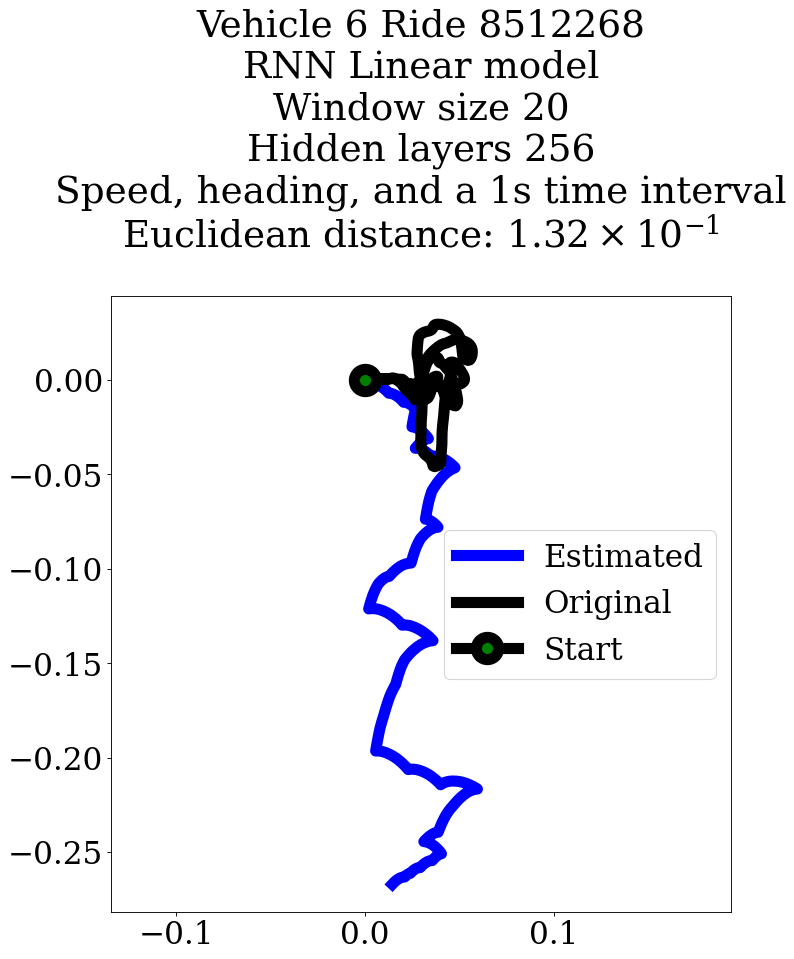 Vehicle 6 Ride 8512268
RNN Linear model
Window size 20
Hidden layers 256
Speed, heading, and a 1s time interval
Euclidean distance: 1.32 × 10⁻¹
0.00
−0.05
−0.10
−0.15
−0.20
−0.25
Estimated
Original
Start
−0.1
0.0
0.1